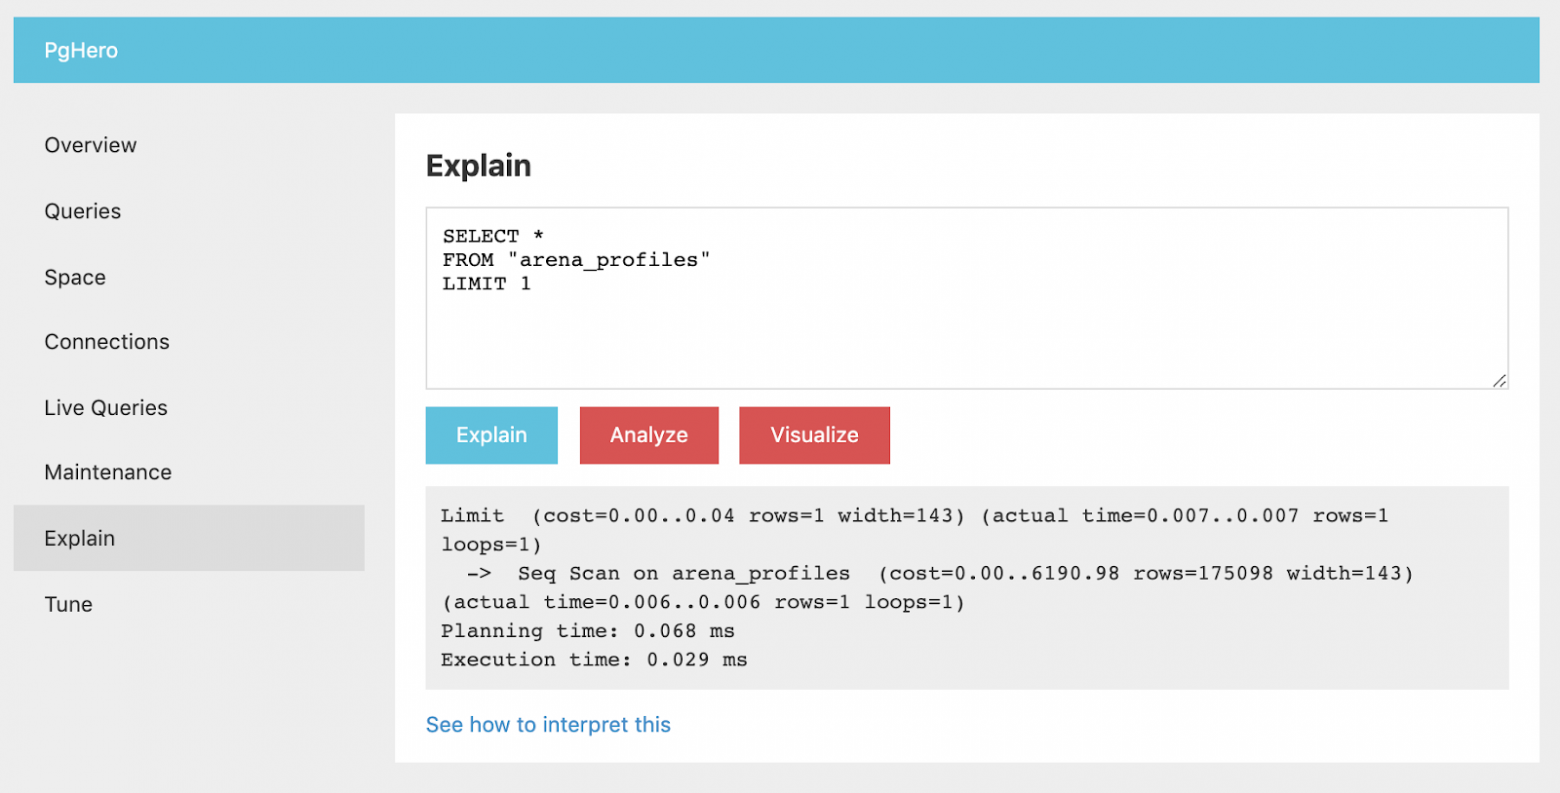 PgHero
Overview
Queries
Space
Connections
Live Queries
Maintenance
Explain
Tune
Explain
SELECT *
FROM "arena_profiles"
LIMIT 1
Explain
Analyze
Visualize
Limit  (cost=0.00..0.04 rows=1 width=143) (actual time=0.007..0.007 rows=1
loops=1)
  ->  Seq Scan on arena_profiles  (cost=0.00..6190.98 rows=175098 width=143)
(actual time=0.006..0.006 rows=1 loops=1)
Planning time: 0.068 ms
Execution time: 0.029 ms
See how to interpret this